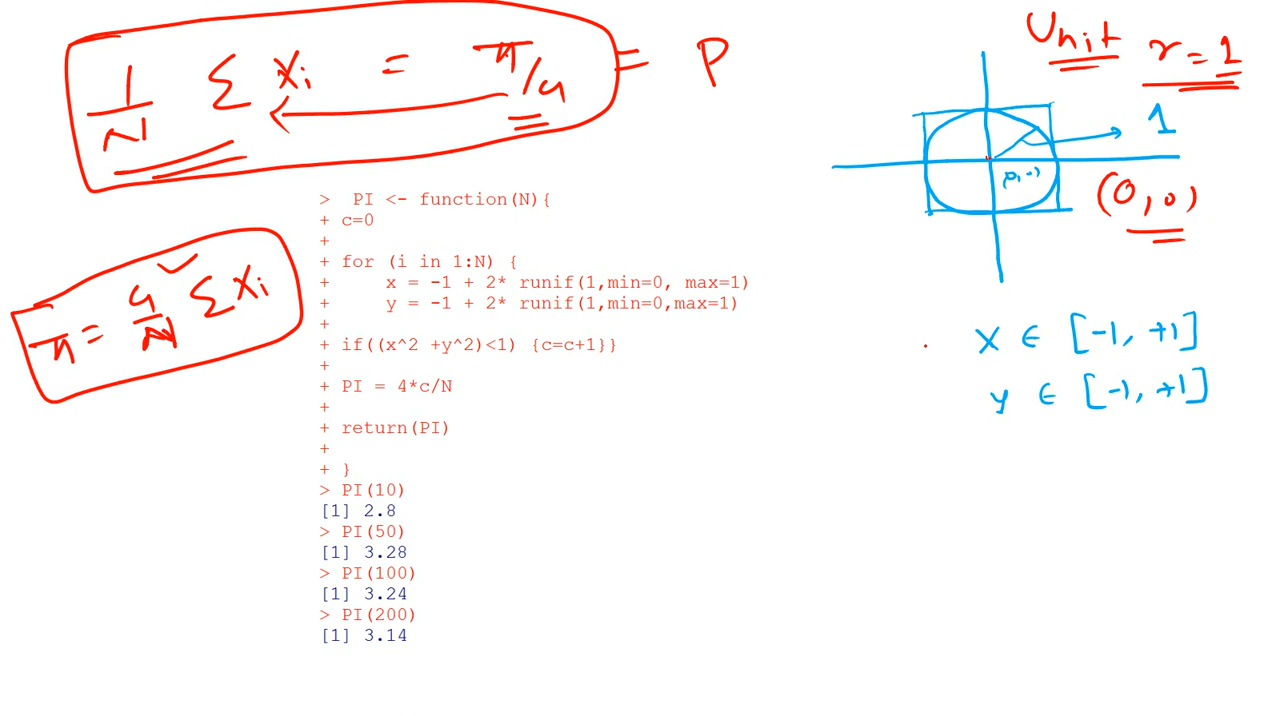 1/N Σ Xi = π/4 = P
Unit r = 1
1
(0,0)
(0,0)
π = 4/N Σ Xi
x ∈ [-1, +1]
y ∈ [-1, +1]
>  PI <- function(N){
+ c=0
+
+ for (i in 1:N) {
+     x = -1 + 2* runif(1,min=0, max=1)
+     y = -1 + 2* runif(1,min=0,max=1)
+
+ if((x^2 +y^2)<1) {c=c+1}}
+
+ PI = 4*c/N
+
+ return(PI)
+
+ }
> PI(10)
[1] 2.8
> PI(50)
[1] 3.28
> PI(100)
[1] 3.24
> PI(200)
[1] 3.14